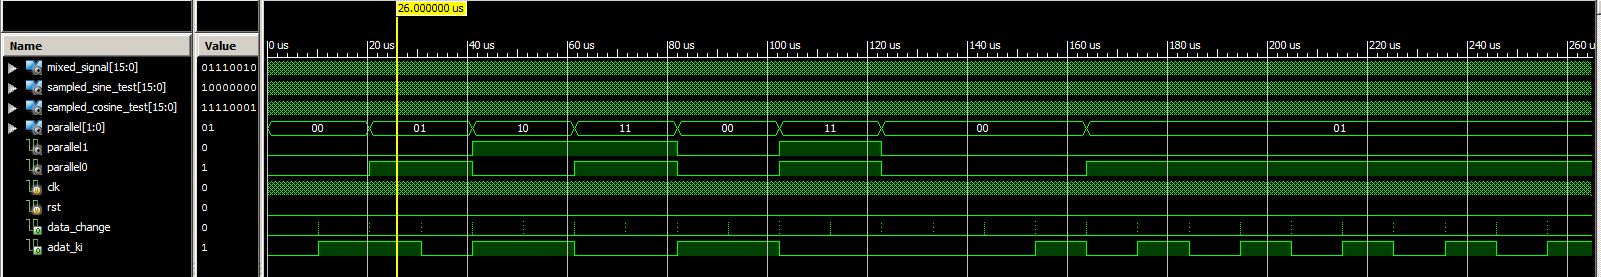 26.000000 us
Name Value 0 us 20 us 40 us 60 us 80 us 100 us 120 us 140 us 160 us 180 us 200 us 220 us 240 us 260 us
mixed_signal[15:0] 01110010
sampled_sine_test[15:0] 10000000
sampled_cosine_test[15:0] 11110001
parallel[1:0] 01 00 01 10 11 00 11 00 01
parallel1 0
parallel0 1
clk 0
rst 0
data_change 0
adat_ki 1